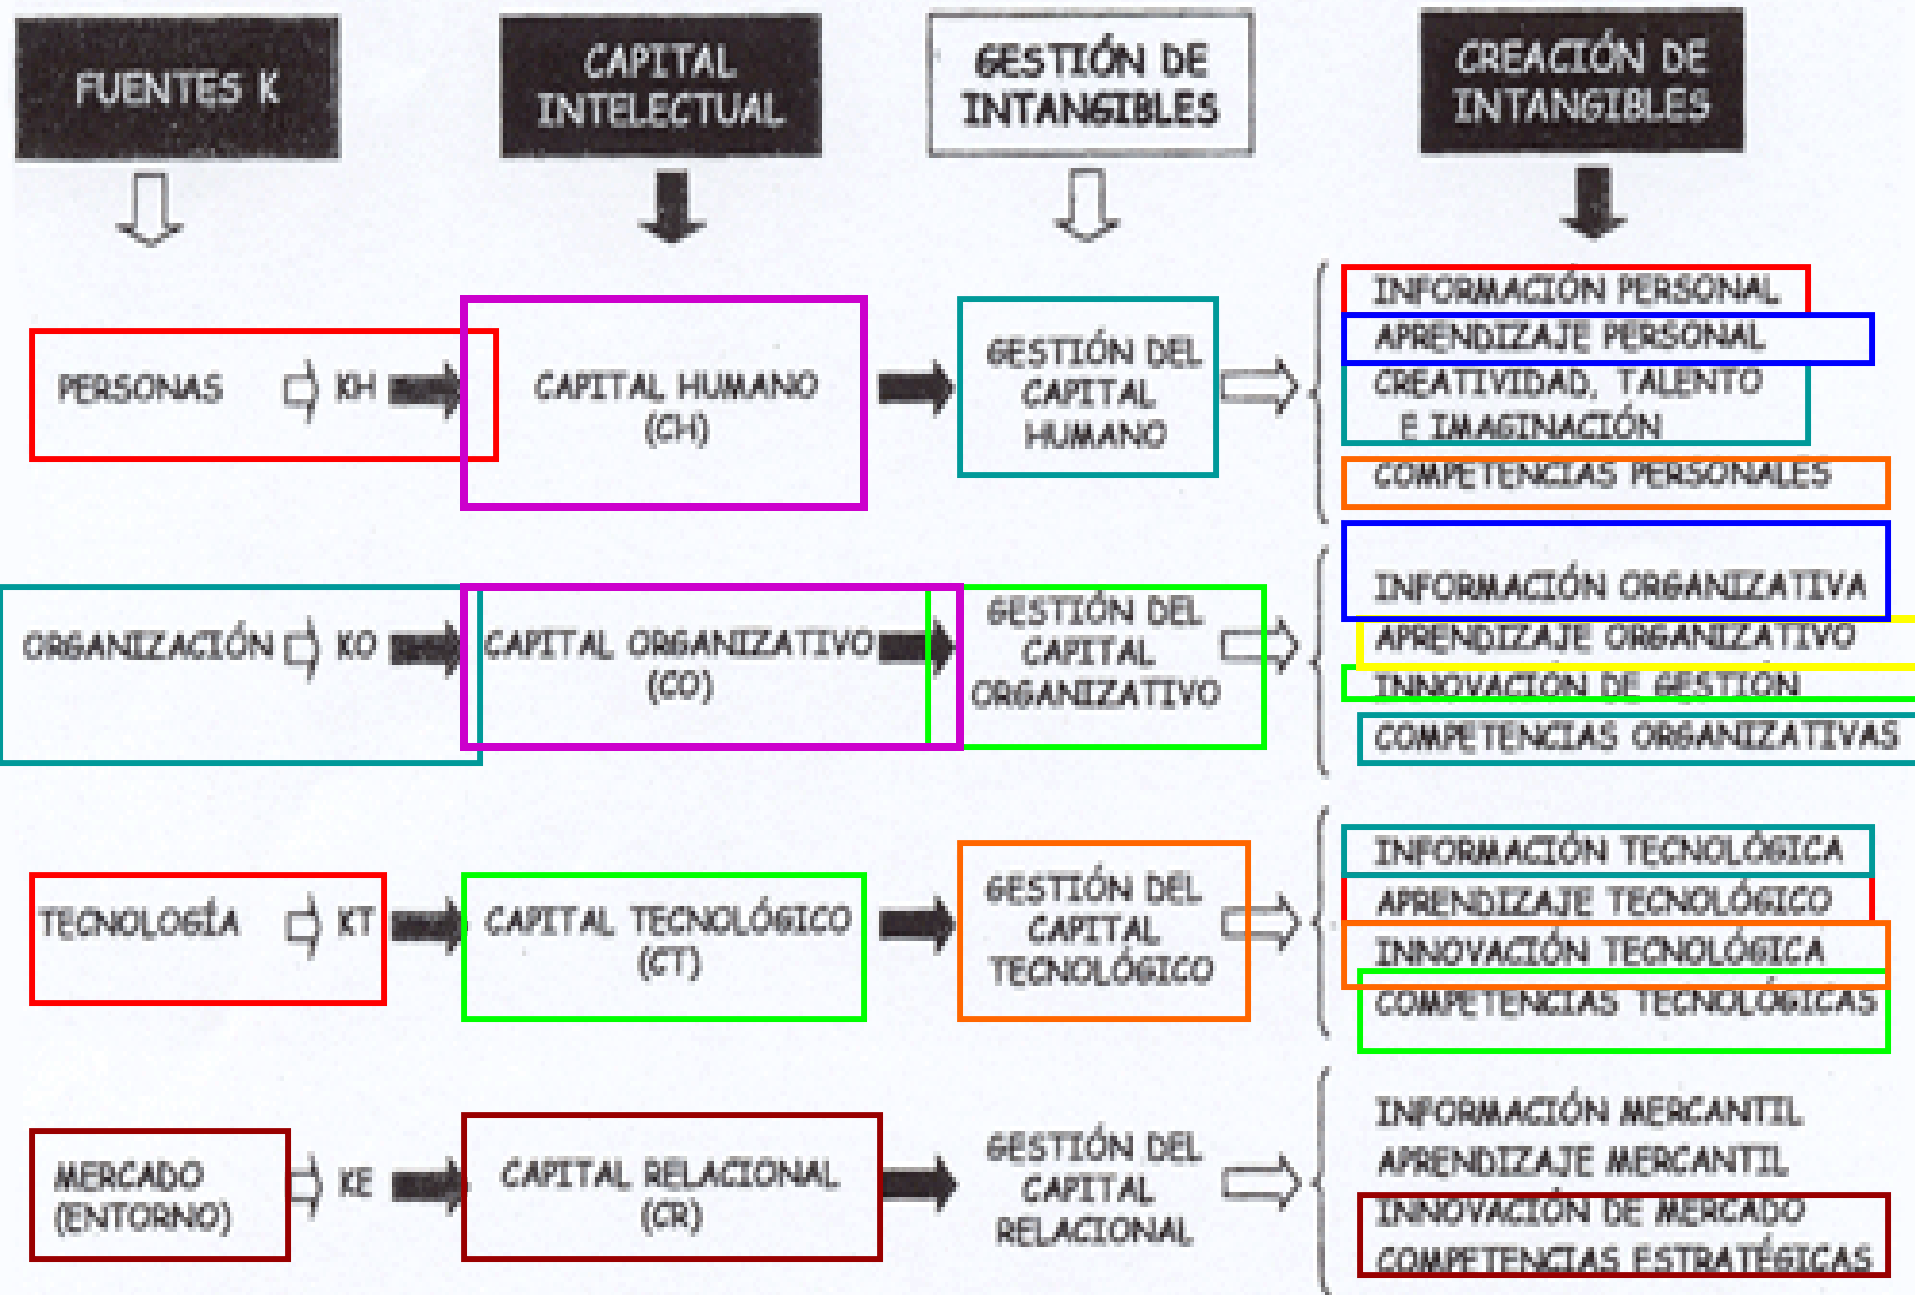 FUENTES K
CAPITAL
INTELECTUAL
GESTIÓN DE
INTANGIBLES
CREACIÓN DE
INTANGIBLES
PERSONAS KH
CAPITAL HUMANO
(CH)
GESTIÓN DEL
CAPITAL
HUMANO
INFORMACIÓN PERSONAL
APRENDIZAJE PERSONAL
CREATIVIDAD, TALENTO
E IMAGINACIÓN
COMPETENCIAS PERSONALES
ORGANIZACIÓN KO
CAPITAL ORGANIZATIVO
(CO)
GESTIÓN DEL
CAPITAL
ORGANIZATIVO
INFORMACIÓN ORGANIZATIVA
APRENDIZAJE ORGANIZATIVO
INNOVACIÓN DE GESTIÓN
COMPETENCIAS ORGANIZATIVAS
TECNOLOGÍA KT
CAPITAL TECNOLÓGICO
(CT)
GESTIÓN DEL
CAPITAL
TECNOLÓGICO
INFORMACIÓN TECNOLÓGICA
APRENDIZAJE TECNOLÓGICO
INNOVACIÓN TECNOLÓGICA
COMPETENCIAS TECNOLÓGICAS
MERCADO
(ENTORNO)
KE
CAPITAL RELACIONAL
(CR)
GESTIÓN DEL
CAPITAL
RELACIONAL
INFORMACIÓN MERCANTIL
APRENDIZAJE MERCANTIL
INNOVACIÓN DE MERCADO
COMPETENCIAS ESTRATÉGICAS